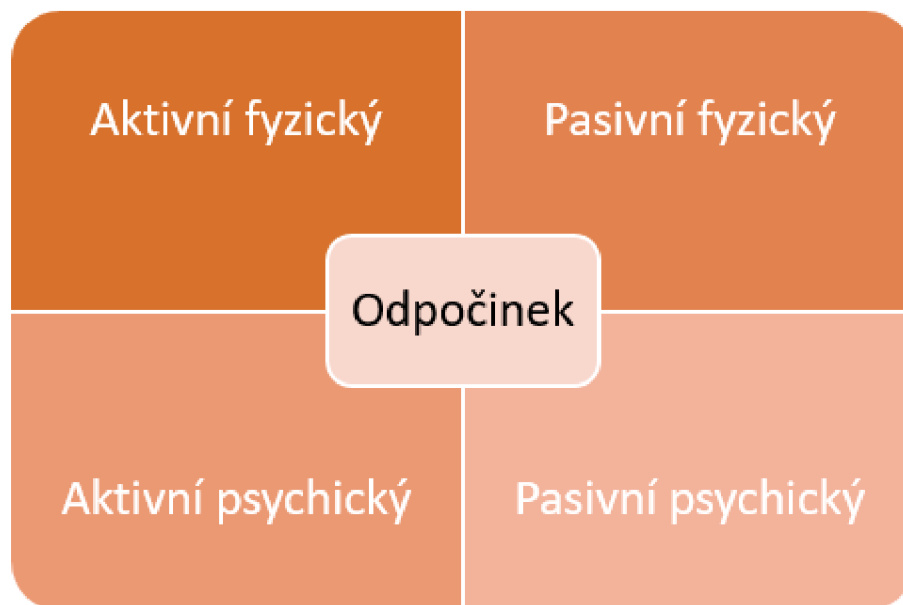 Aktivní fyzický
Pasivní fyzický
Odpočinek
Aktivní psychický
Pasivní psychický